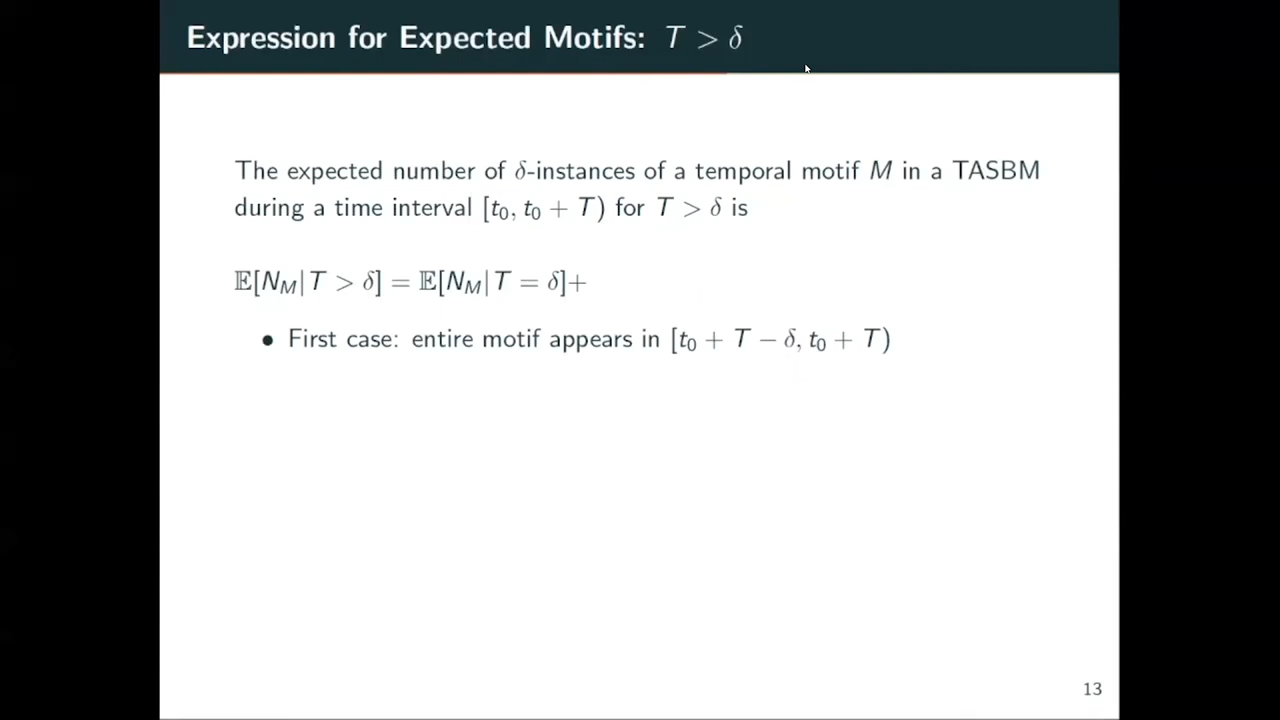 Expression for Expected Motifs: T > δ
The expected number of δ-instances of a temporal motif M in a TASBM
during a time interval [t₀, t₀ + T) for T > δ is
𝔼[N_M|T > δ] = 𝔼[N_M|T = δ]+
• First case: entire motif appears in [t₀ + T − δ, t₀ + T)
13